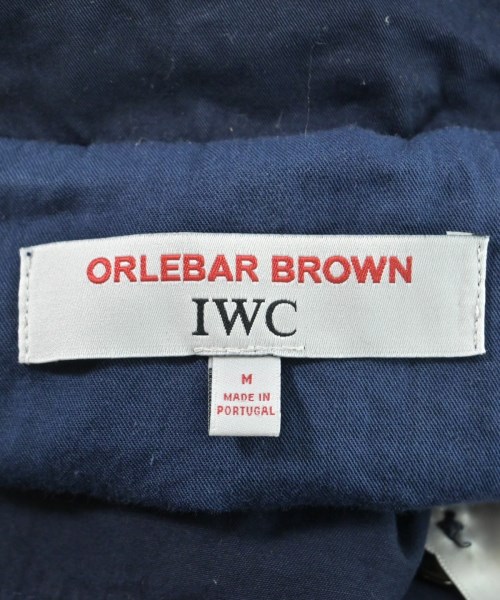 ORLEBAR BROWN
IWC
M
MADE IN
PORTUGAL